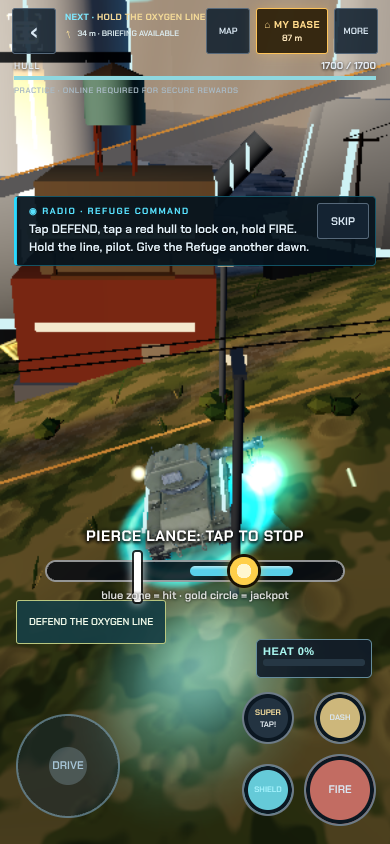 NEXT · HOLD THE OXYGEN LINE
34 m · BRIEFING AVAILABLE
MAP
⌂ MY BASE
87 m
MORE
HULL
1700 / 1700
PRACTICE · ONLINE REQUIRED FOR SECURE REWARDS
◉ RADIO · REFUGE COMMAND
Tap DEFEND, tap a red hull to lock on, hold FIRE.
Hold the line, pilot. Give the Refuge another dawn.
SKIP
PIERCE LANCE: TAP TO STOP
blue zone = hit · gold circle = jackpot
DEFEND THE OXYGEN LINE
HEAT 0%
SUPER
TAP!
DASH
DRIVE
SHIELD
FIRE